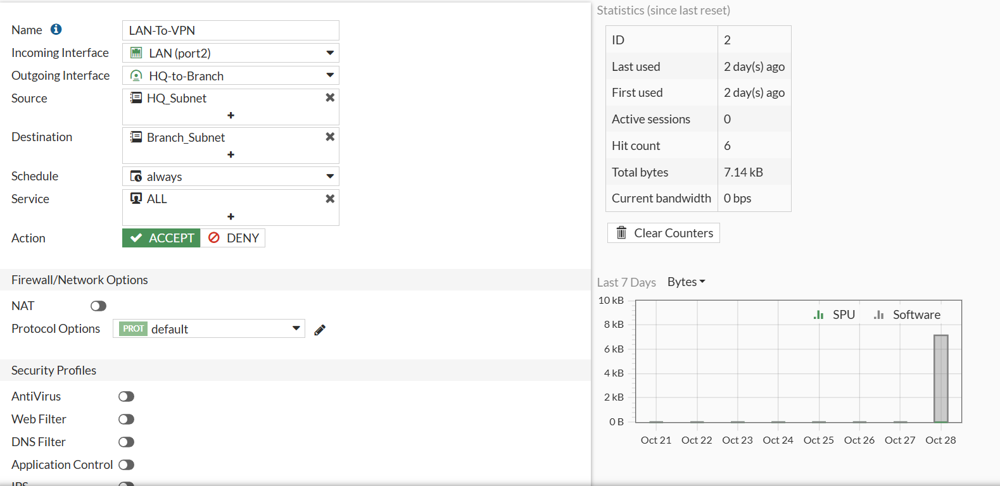 Name LAN-To-VPN
Incoming Interface LAN (port2)
Outgoing Interface HQ-to-Branch
Source HQ_Subnet
+
Destination Branch_Subnet
+
Schedule always
Service ALL
+
Action ACCEPT DENY
Firewall/Network Options
NAT
Protocol Options PROT default
Security Profiles
AntiVirus
Web Filter
DNS Filter
Application Control
IPS
Statistics (since last reset)
ID 2
Last used 2 day(s) ago
First used 2 day(s) ago
Active sessions 0
Hit count 6
Total bytes 7.14 kB
Current bandwidth 0 bps
Clear Counters
Last 7 Days Bytes
SPU Software
10 kB
8 kB
6 kB
4 kB
2 kB
0 B
Oct 21 Oct 22 Oct 23 Oct 24 Oct 25 Oct 26 Oct 27 Oct 28